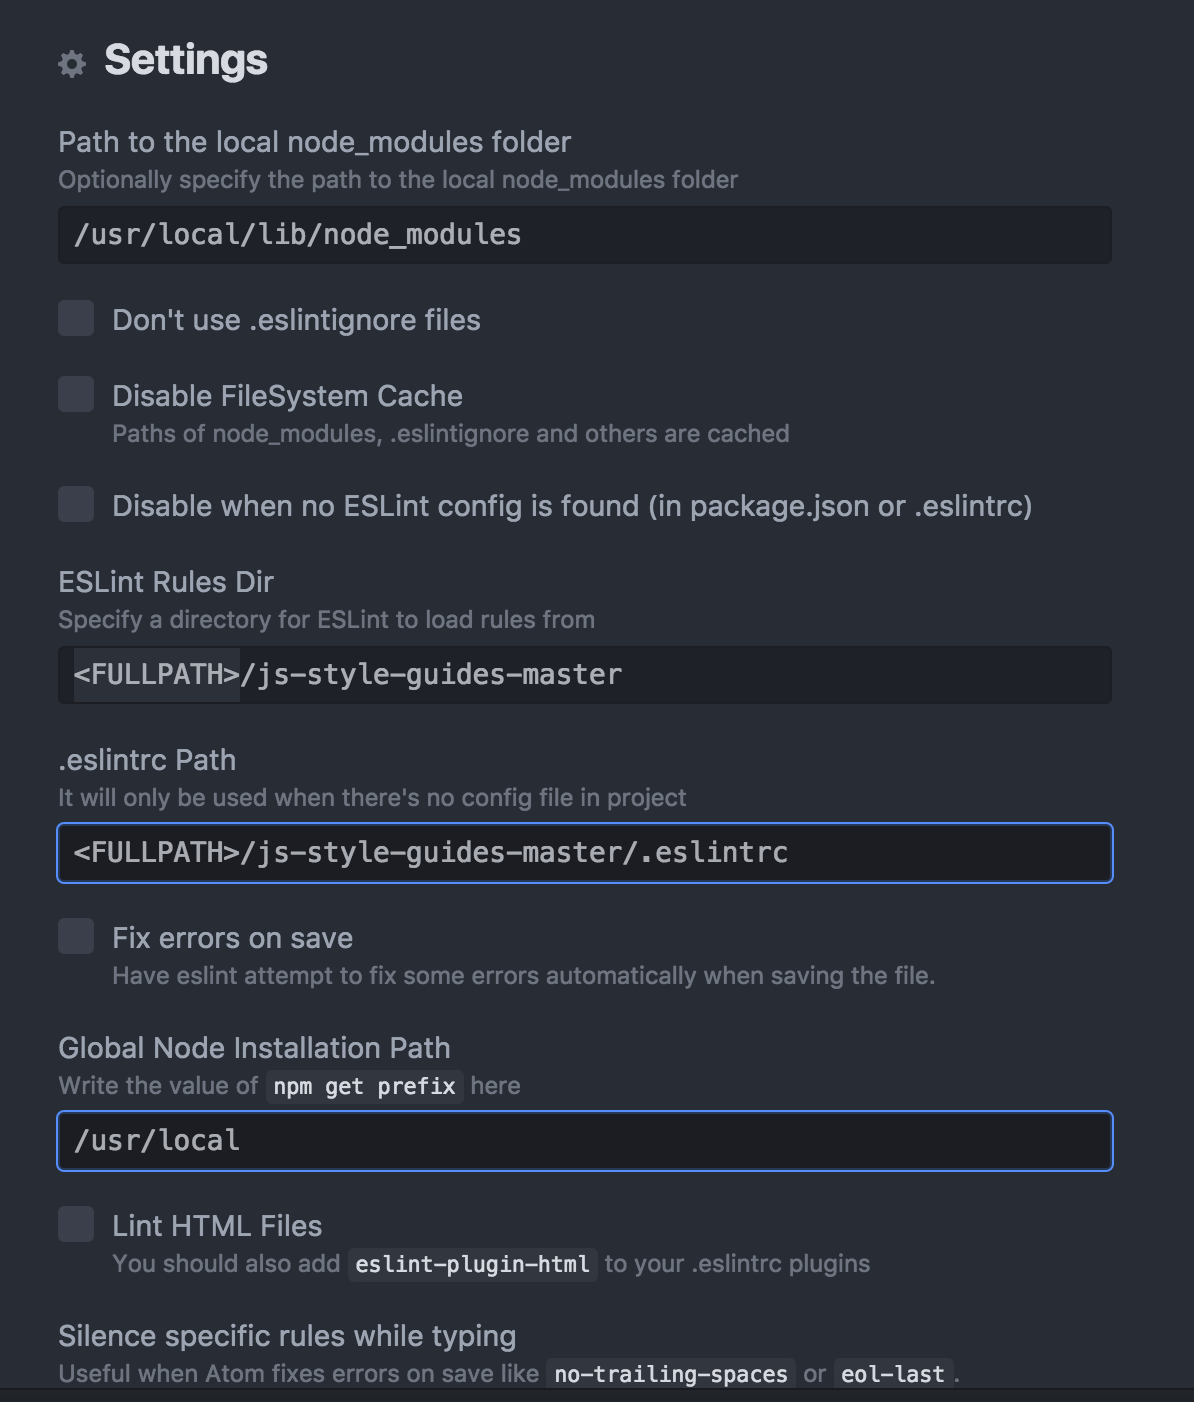 Settings
Path to the local node_modules folder
Optionally specify the path to the local node_modules folder
/usr/local/lib/node_modules
Don't use .eslintignore files
Disable FileSystem Cache
Paths of node_modules, .eslintignore and others are cached
Disable when no ESLint config is found (in package.json or .eslintrc)
ESLint Rules Dir
Specify a directory for ESLint to load rules from
<FULLPATH>/js-style-guides-master
.eslintrc Path
It will only be used when there's no config file in project
<FULLPATH>/js-style-guides-master/.eslintrc
Fix errors on save
Have eslint attempt to fix some errors automatically when saving the file.
Global Node Installation Path
Write the value of npm get prefix here
/usr/local
Lint HTML Files
You should also add eslint-plugin-html to your .eslintrc plugins
Silence specific rules while typing
Useful when Atom fixes errors on save like no-trailing-spaces or eol-last.